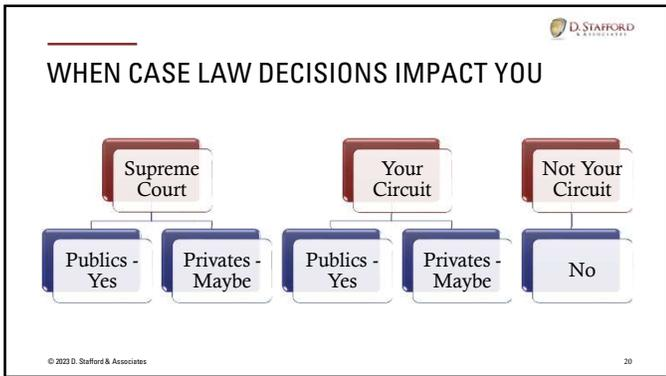 D. STAFFORD
& ASSOCIATES
WHEN CASE LAW DECISIONS IMPACT YOU
Supreme
Court
Your
Circuit
Not Your
Circuit
Publics -
Yes
Privates -
Maybe
Publics -
Yes
Privates -
Maybe
No
© 2023 D. Stafford & Associates
20